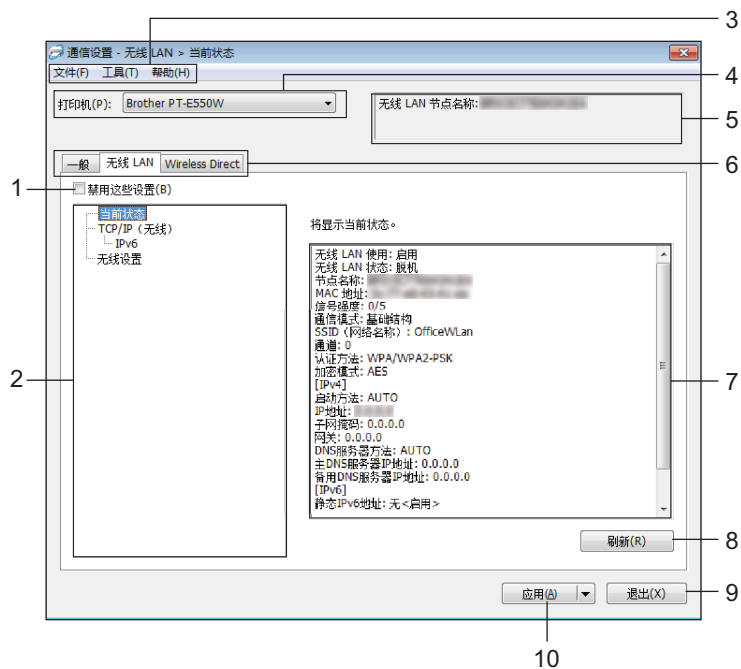 3
通信设置 - 无线 LAN > 当前状态
文件(F) 工具(T) 帮助(H)
4
打印机(P): Brother PT-E550W
无线 LAN 节点名称:
5
一般 无线 LAN Wireless Direct
6
1
禁用这些设置(B)
当前状态
TCP/IP（无线）
IPv6
无线设置
2
将显示当前状态。
无线 LAN 使用: 启用
无线 LAN 状态: 脱机
节点名称:
MAC 地址:
信号强度: 0/5
通信模式: 基础结构
SSID（网络名称）: OfficeWLan
通道: 0
认证方法: WPA/WPA2-PSK
加密模式: AES
[IPv4]
启动方法: AUTO
IP地址:
子网掩码: 0.0.0.0
网关: 0.0.0.0
DNS服务器方法: AUTO
主DNS服务器IP地址: 0.0.0.0
备用DNS服务器IP地址: 0.0.0.0
[IPv6]
静态IPv6地址: 无<启用>
7
刷新(R)
8
应用(A)
退出(X)
9
10